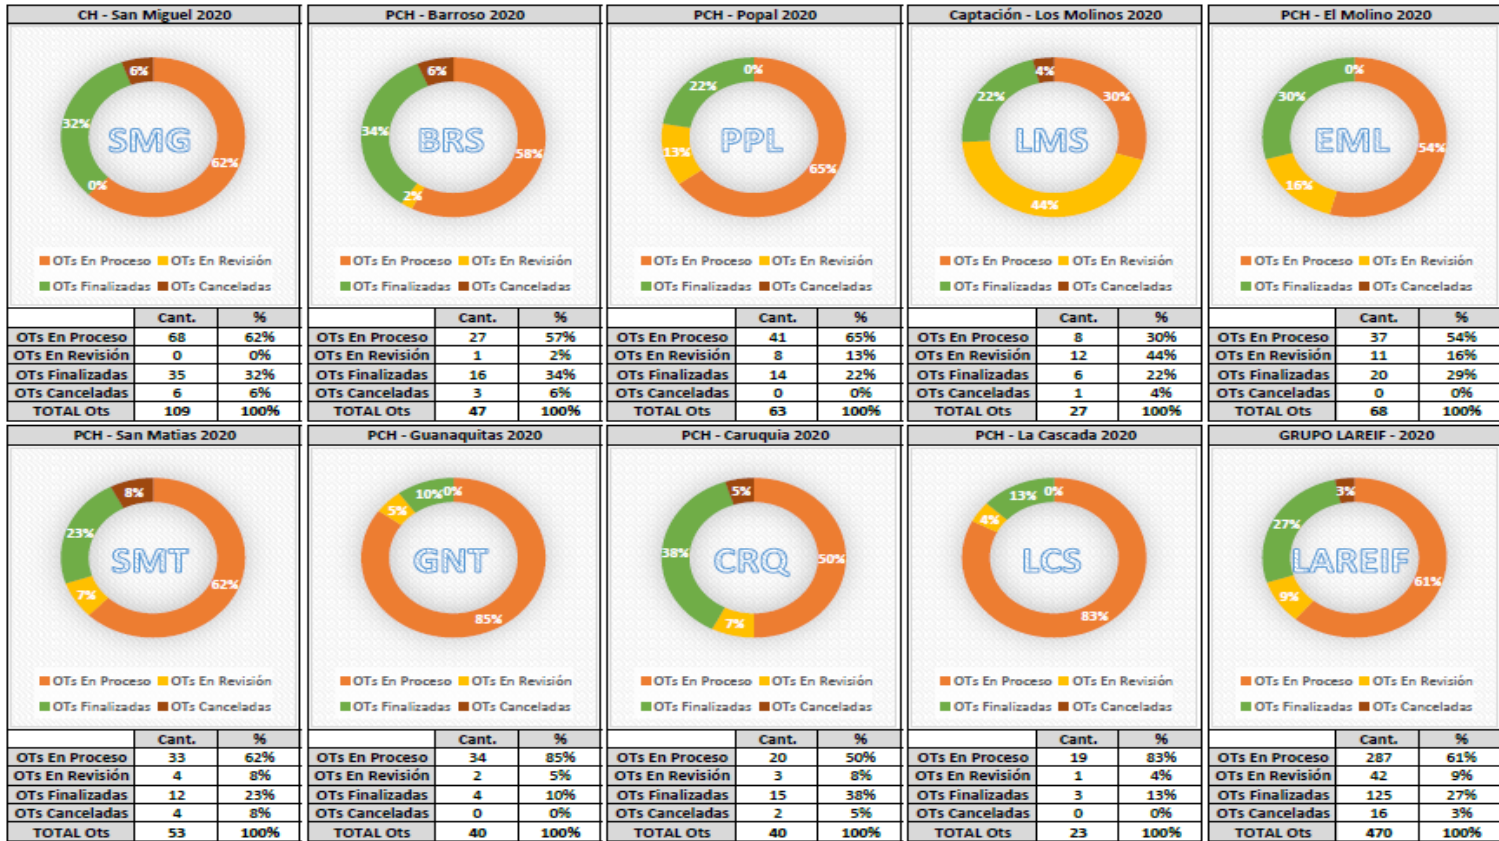 CH - San Miguel 2020
6%
32%
SMG
62%
0%
OTs En Proceso OTs En Revisión
OTs Finalizadas OTs Canceladas
Cant. %
OTs En Proceso 68 62%
OTs En Revisión 0 0%
OTs Finalizadas 35 32%
OTs Canceladas 6 6%
TOTAL Ots 109 100%
PCH - Barroso 2020
6%
34%
BRS
58%
2%
OTs En Proceso OTs En Revisión
OTs Finalizadas OTs Canceladas
Cant. %
OTs En Proceso 27 57%
OTs En Revisión 1 2%
OTs Finalizadas 16 34%
OTs Canceladas 3 6%
TOTAL Ots 47 100%
PCH - Popal 2020
0%
22%
PPL
13%
65%
OTs En Proceso OTs En Revisión
OTs Finalizadas OTs Canceladas
Cant. %
OTs En Proceso 41 65%
OTs En Revisión 8 13%
OTs Finalizadas 14 22%
OTs Canceladas 0 0%
TOTAL Ots 63 100%
Captación - Los Molinos 2020
4%
22% 30%
LMS
44%
OTs En Proceso OTs En Revisión
OTs Finalizadas OTs Canceladas
Cant. %
OTs En Proceso 8 30%
OTs En Revisión 12 44%
OTs Finalizadas 6 22%
OTs Canceladas 1 4%
TOTAL Ots 27 100%
PCH - El Molino 2020
0%
30%
EML 54%
16%
OTs En Proceso OTs En Revisión
OTs Finalizadas OTs Canceladas
Cant. %
OTs En Proceso 37 54%
OTs En Revisión 11 16%
OTs Finalizadas 20 29%
OTs Canceladas 0 0%
TOTAL Ots 68 100%
PCH - San Matias 2020
8%
23%
SMT
62%
7%
OTs En Proceso OTs En Revisión
OTs Finalizadas OTs Canceladas
Cant. %
OTs En Proceso 33 62%
OTs En Revisión 4 8%
OTs Finalizadas 12 23%
OTs Canceladas 4 8%
TOTAL Ots 53 100%
PCH - Guanaquitas 2020
10% 0%
5%
GNT
85%
OTs En Proceso OTs En Revisión
OTs Finalizadas OTs Canceladas
Cant. %
OTs En Proceso 34 85%
OTs En Revisión 2 5%
OTs Finalizadas 4 10%
OTs Canceladas 0 0%
TOTAL Ots 40 100%
PCH - Caruquia 2020
5%
38% CRQ 50%
7%
OTs En Proceso OTs En Revisión
OTs Finalizadas OTs Canceladas
Cant. %
OTs En Proceso 20 50%
OTs En Revisión 3 8%
OTs Finalizadas 15 38%
OTs Canceladas 2 5%
TOTAL Ots 40 100%
PCH - La Cascada 2020
13% 0%
4%
LCS
83%
OTs En Proceso OTs En Revisión
OTs Finalizadas OTs Canceladas
Cant. %
OTs En Proceso 19 83%
OTs En Revisión 1 4%
OTs Finalizadas 3 13%
OTs Canceladas 0 0%
TOTAL Ots 23 100%
GRUPO LAREIF - 2020
3%
27%
LAREIF
61%
9%
OTs En Proceso OTs En Revisión
OTs Finalizadas OTs Canceladas
Cant. %
OTs En Proceso 287 61%
OTs En Revisión 42 9%
OTs Finalizadas 125 27%
OTs Canceladas 16 3%
TOTAL Ots 470 100%